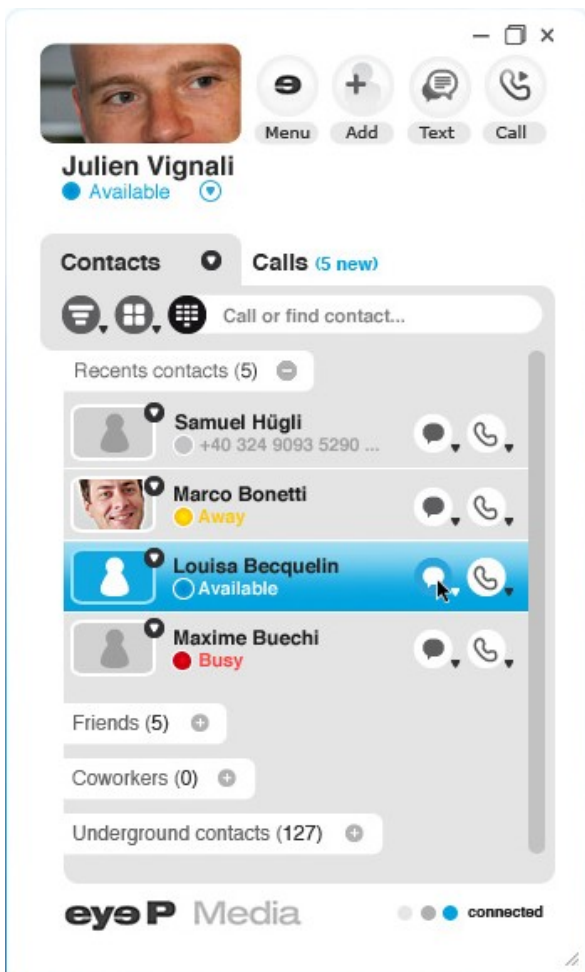 Menu Add Text Call
Julien Vignali
Available
Contacts Calls (5 new)
Call or find contact...
Recents contacts (5)
Samuel Hügli
+40 324 9093 5290 ...
Marco Bonetti
Away
Louisa Becquelin
Available
Maxime Buechi
Busy
Friends (5)
Coworkers (0)
Underground contacts (127)
eyeP Media connected